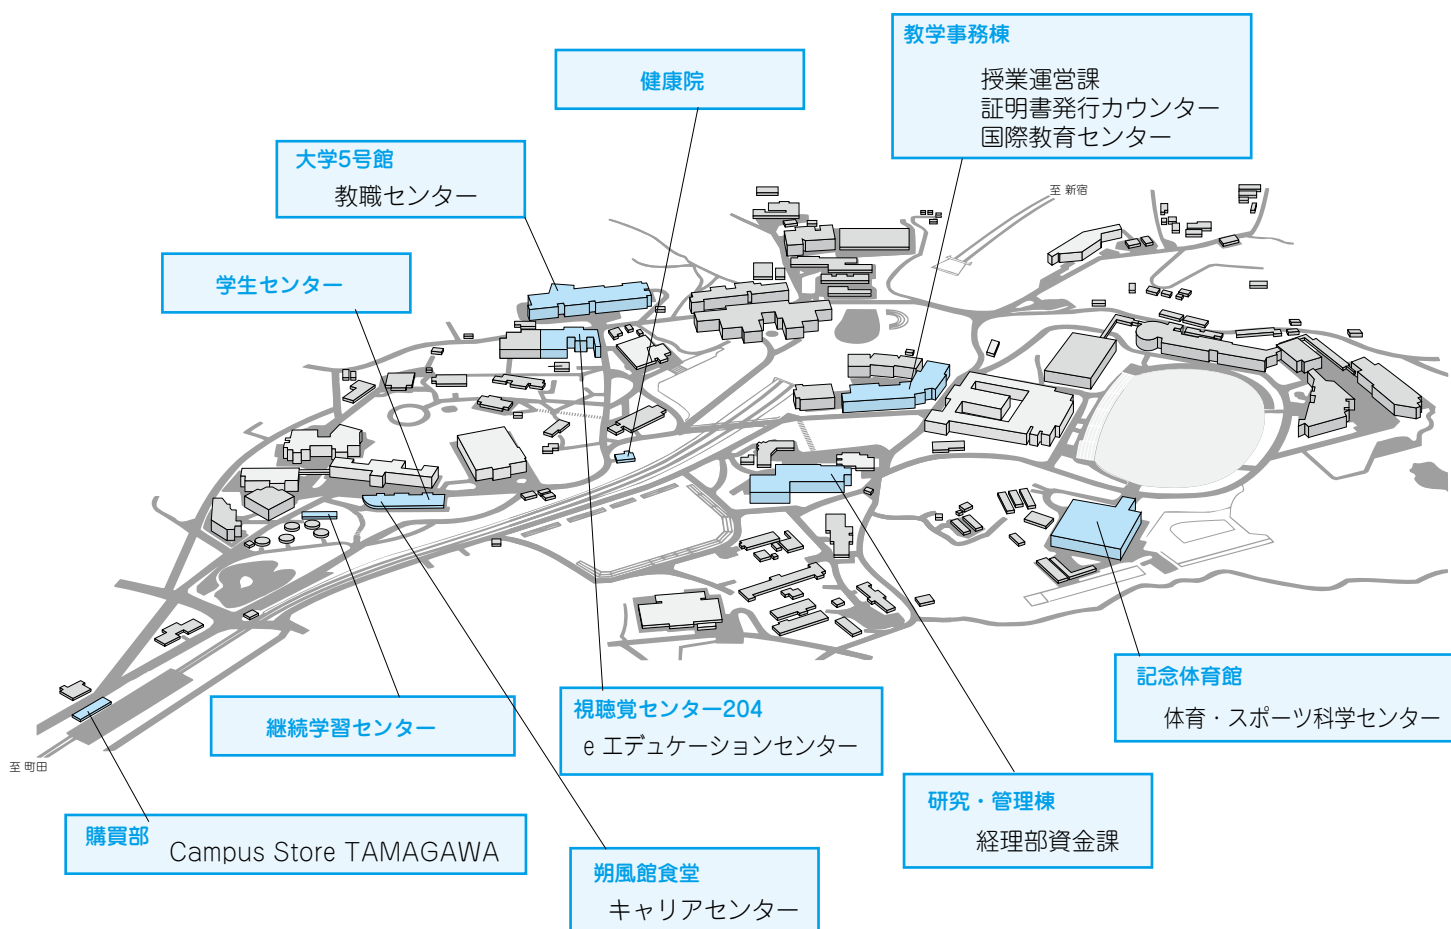 教学事務棟
授業運営課
証明書発行カウンター
国際教育センター
健康院
大学5号館
教職センター
至 新宿
学生センター
記念体育館
体育・スポーツ科学センター
視聴覚センター204
e エデュケーションセンター
継続学習センター
至 町田
研究・管理棟
経理部資金課
購買部
Campus Store TAMAGAWA
朔風館食堂
キャリアセンター